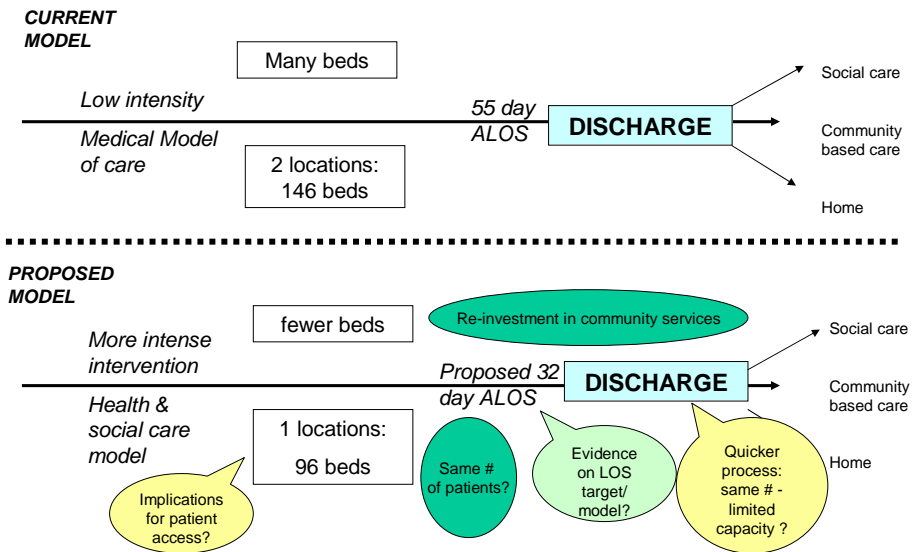 CURRENT
MODEL
Many beds
Low intensity
Medical Model
of care
2 locations:
146 beds
55 day
ALOS
DISCHARGE
Social care
Community
based care
Home
PROPOSED
MODEL
fewer beds
Re-investment in community services
More intense
intervention
Health &
social care
model
1 locations:
96 beds
Proposed 32
day ALOS
DISCHARGE
Social care
Community
based care
Home
Implications
for patient
access?
Same #
of patients?
Evidence
on LOS
target/
model?
Quicker
process:
same # -
limited
capacity ?